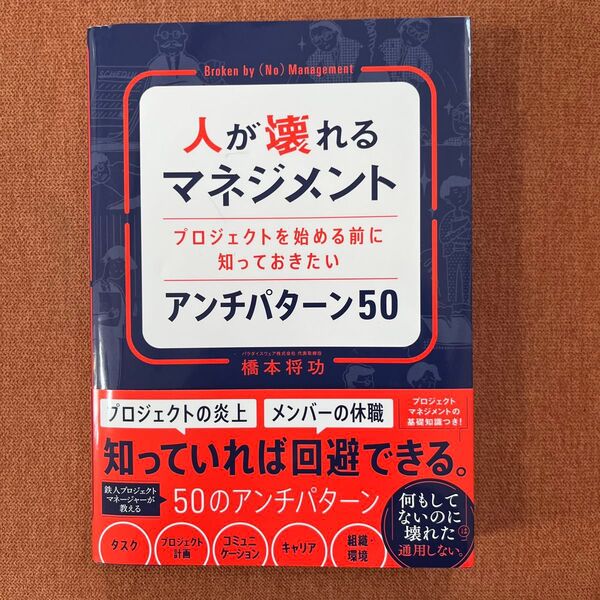 Broken by (No) Management
人が壊れる
マネジメント
プロジェクトを始める前に
知っておきたい
アンチパターン50
パラダイスウェア株式会社 代表取締役
橋本将功
プロジェクトの炎上
メンバーの休職
プロジェクト
マネジメントの
基礎知識つき!
知っていれば回避できる。
鉄人プロジェクト
マネージャーが
教える
50のアンチパターン
何もして
ないのに
壊れた は
通用しない。
タスク
プロジェクト
計画
コミュニ
ケーション
キャリア
組織・
環境